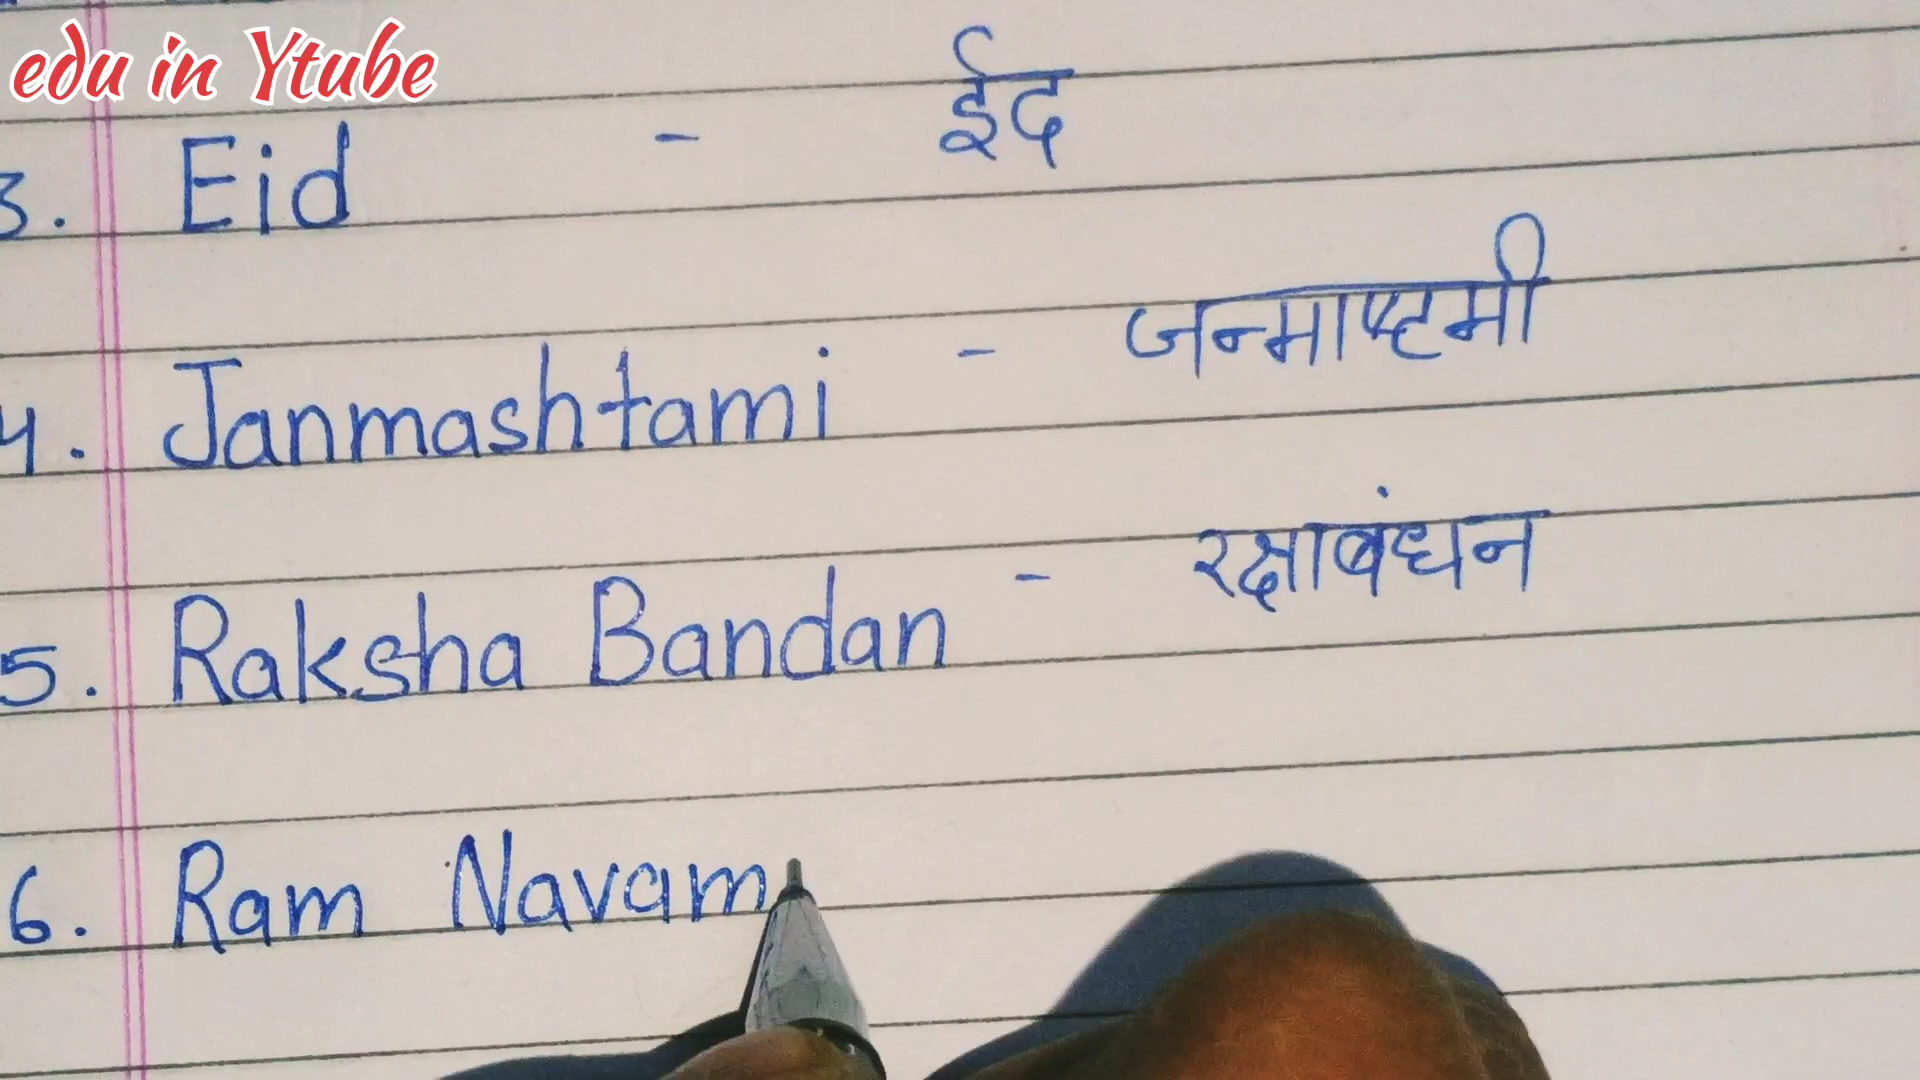 edu in Ytube
3. Eid - ईद
4. Janmashtami - जन्माष्टमी
5. Raksha Bandan - रक्षाबंधन
6. Ram Navam